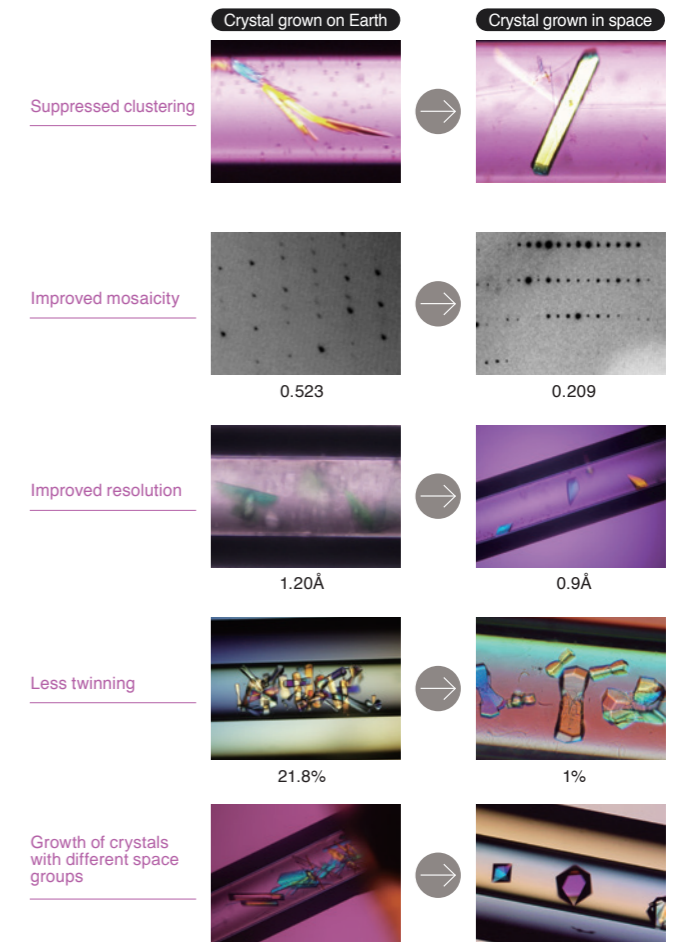 Crystal grown on Earth
Crystal grown in space
Suppressed clustering
Improved mosaicity
0.523
0.209
Improved resolution
1.20Å
0.9Å
Less twinning
21.8%
1%
Growth of crystals
with different space
groups